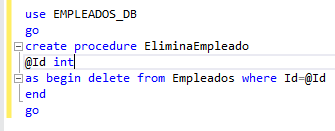 use EMPLEADOS_DB
go
create procedure EliminaEmpleado
@Id int
as begin delete from Empleados where Id=@Id
end
go